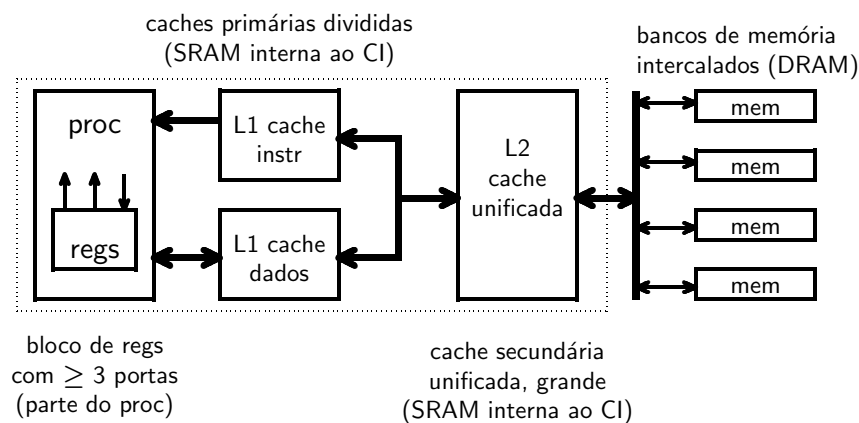 caches primárias divididas
(SRAM interna ao CI)
bancos de memória
intercalados (DRAM)
proc
regs
L1 cache
instr
L1 cache
dados
L2
cache
unificada
mem
mem
mem
mem
bloco de regs
com ≥ 3 portas
(parte do proc)
cache secundária
unificada, grande
(SRAM interna ao CI)